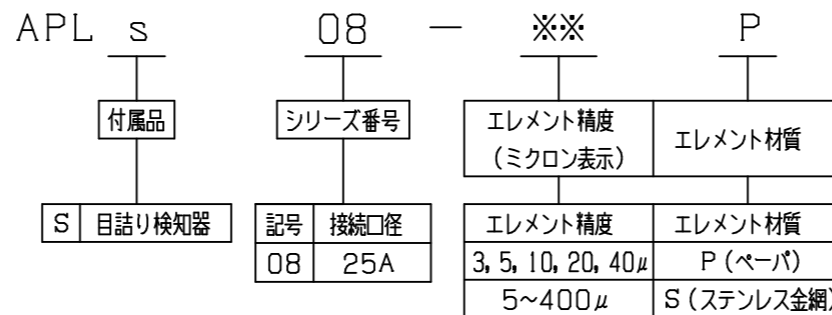 APL s 08 － ※※ P
付属品 シリーズ番号 エレメント精度 (ミクロン表示) エレメント材質
S 目詰り検知器 記号 接続口径 エレメント精度 エレメント材質
08 25A 3, 5, 10, 20, 40μ P (ペーパ)
5~400μ S (ステンレス金網)